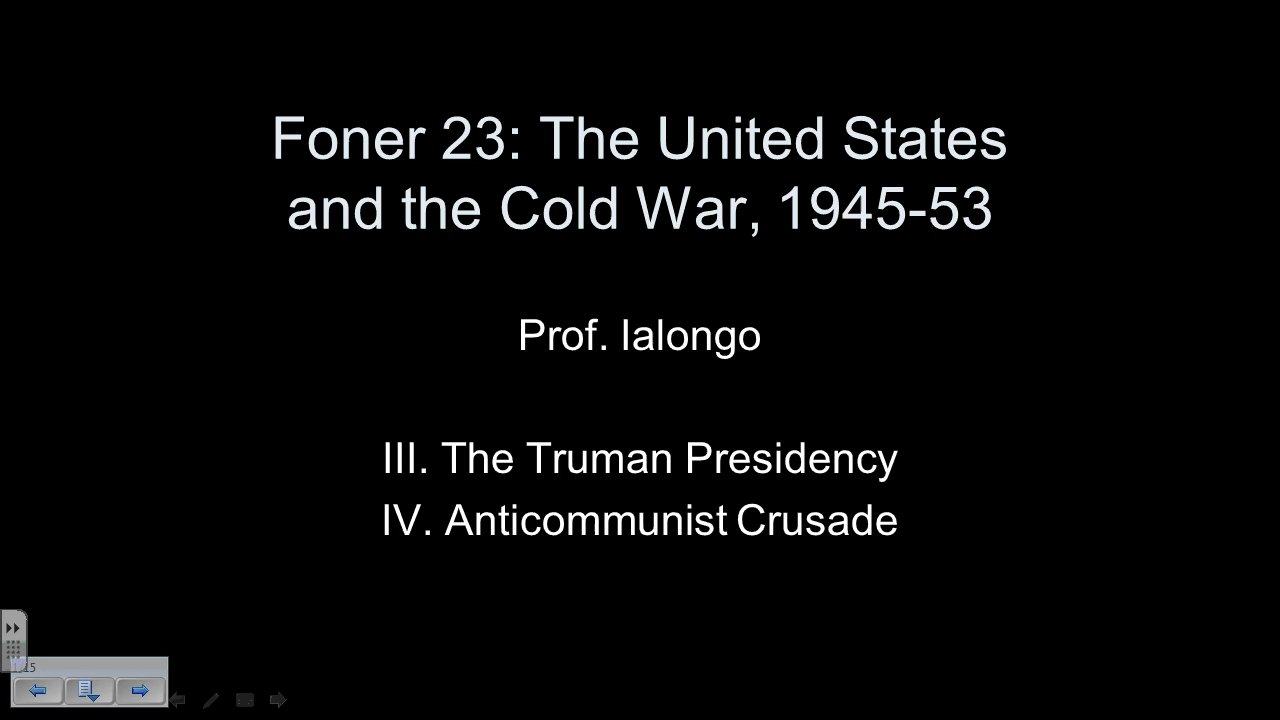 Foner 23: The United States
and the Cold War, 1945-53
Prof. Ialongo
III. The Truman Presidency
IV. Anticommunist Crusade